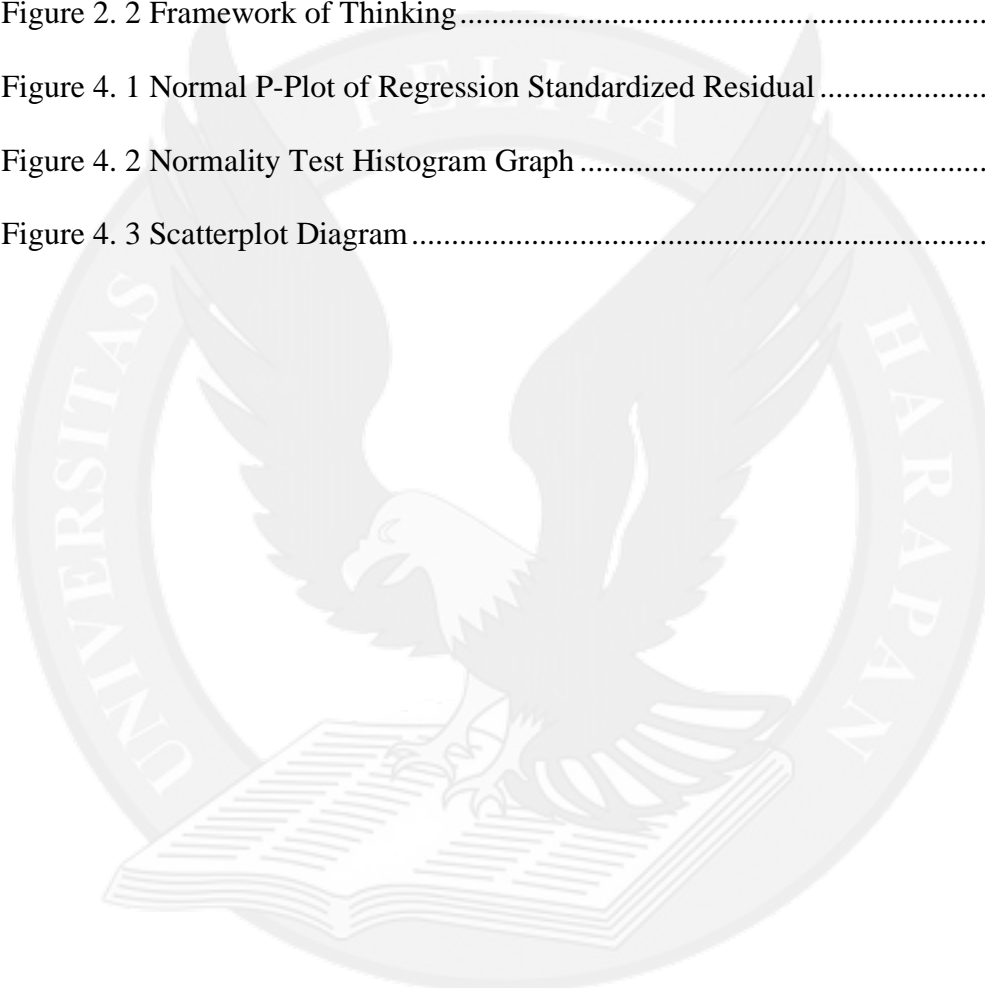 Figure 2. 2 Framework of Thinking..................................................................
Figure 4. 1 Normal P-Plot of Regression Standardized Residual.....................
Figure 4. 2 Normality Test Histogram Graph...................................................
Figure 4. 3 Scatterplot Diagram........................................................................
UNIVERSITAS PELITA HARAPAN